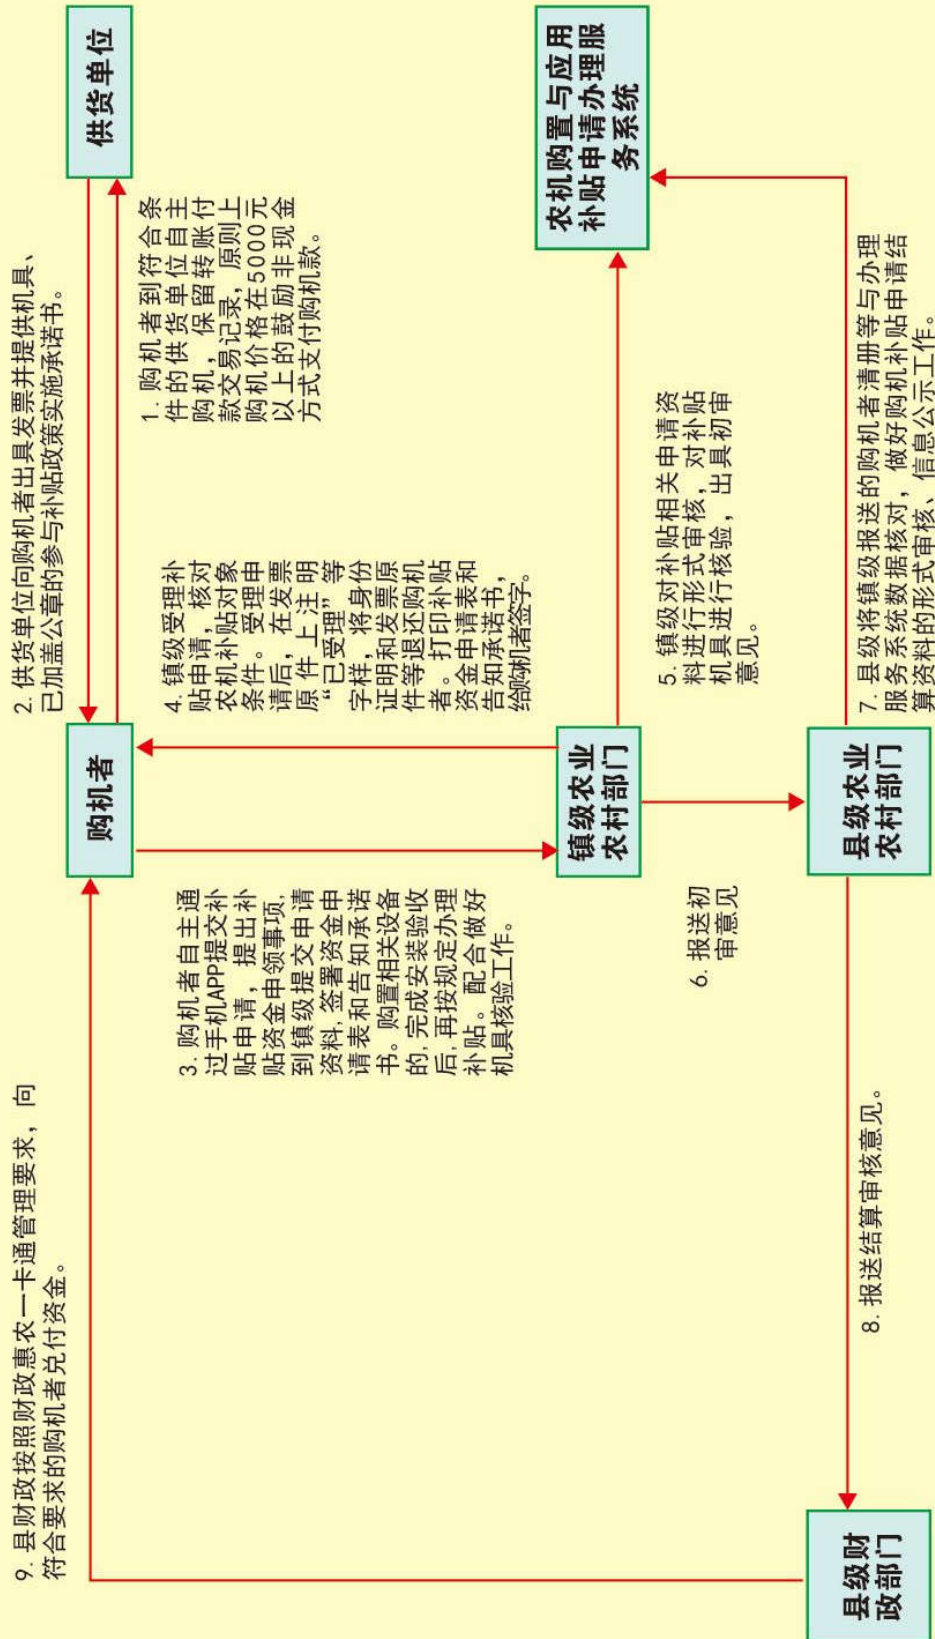 9. 县财政按照财政惠农一卡通管理要求，向
符合要求的购机者兑付资金。
购机者
2. 供货单位向购机者出具发票并提供机具、
已加盖公章的参与补贴政策实施承诺书。
供货单位
1. 购机者到符合条
件的供货单位自主
购机，保留转账付
款交易记录，原则上
购机价格在5000元
以上的鼓励非现金
方式支付购机款。
3. 购机者自主通
过手机APP提交补
贴申请，提出补
贴资金申领事项，
到镇级提交申请
资料，签署资金申
请表和告知承诺
书。购置相关设备
的，完成安装验收
后，再按规定办理
补贴。配合做好
机具核验工作。
4. 镇级受理补
贴申请，核对
农机补贴对象
条件。受理申
请后，在发票
原件上注明
“已受理”等
字样，将身份
证明和发票原
件等退还购机
者。打印补贴
资金申请表和
告知承诺书，
给购机者签字。
镇级农业
农村部门
农机购置与应用
补贴申请办理服
务系统
5. 镇级对补贴相关申请资
料进行形式审核，对补贴
机具进行核验，出具初审
意见。
6. 报送初
审意见
县级财
政部门
8. 报送结算审核意见。
县级农业
农村部门
7. 县级将镇级报送的购机者清册等与办理
服务系统数据核对，做好购机补贴申请结
算资料的形式审核、信息公示工作。